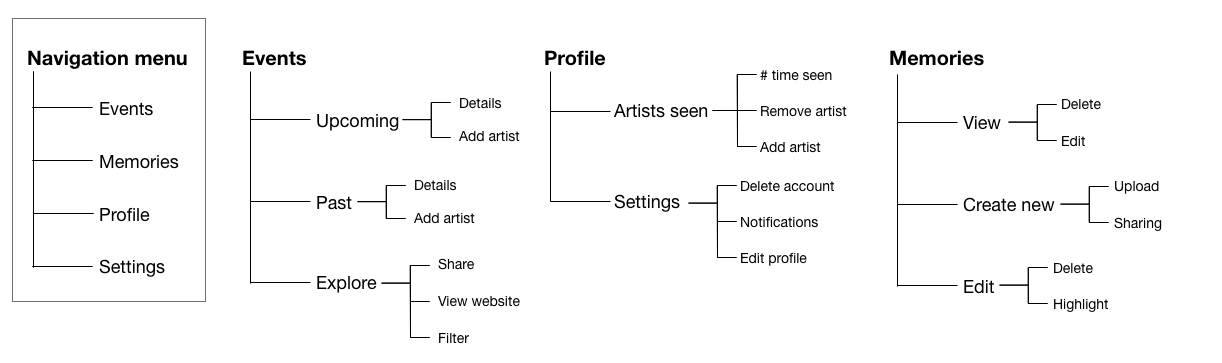 Navigation menu
Events
Memories
Profile
Settings
Events
Upcoming
Details
Add artist
Past
Details
Add artist
Explore
Share
View website
Filter
Profile
Artists seen
# time seen
Remove artist
Add artist
Settings
Delete account
Notifications
Edit profile
Memories
View
Delete
Edit
Create new
Upload
Sharing
Edit
Delete
Highlight